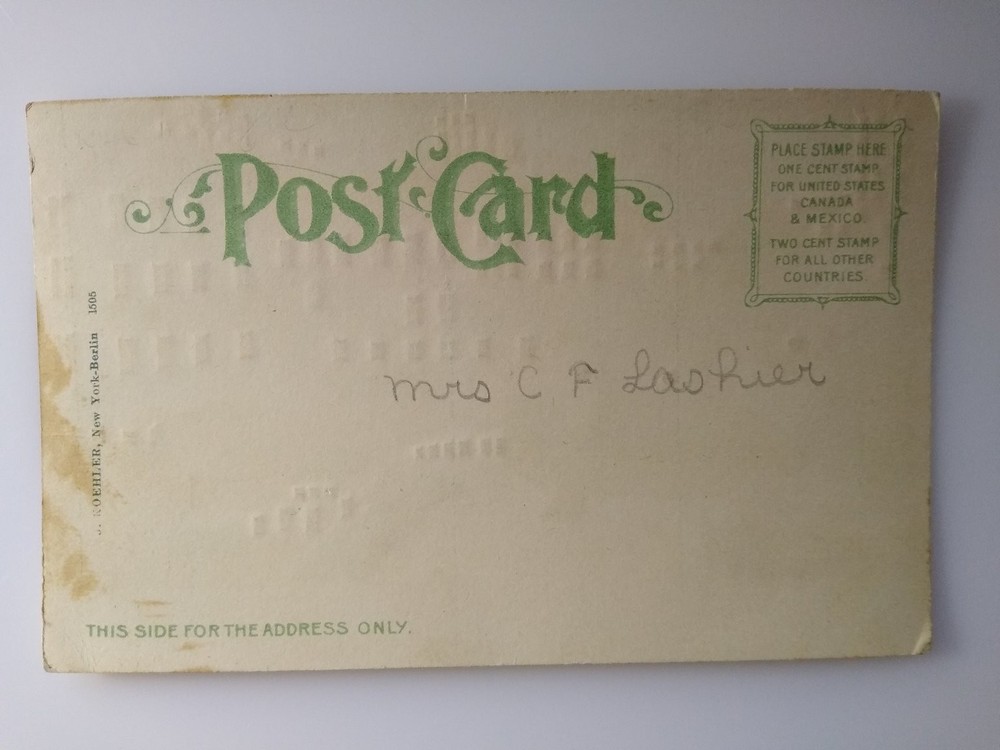 Post Card
PLACE STAMP HERE
ONE CENT STAMP
FOR UNITED STATES
CANADA
& MEXICO.
TWO CENT STAMP
FOR ALL OTHER
COUNTRIES
J. KOEHLER, New York-Berlin 1505
Mrs C. F Lashier
THIS SIDE FOR THE ADDRESS ONLY.